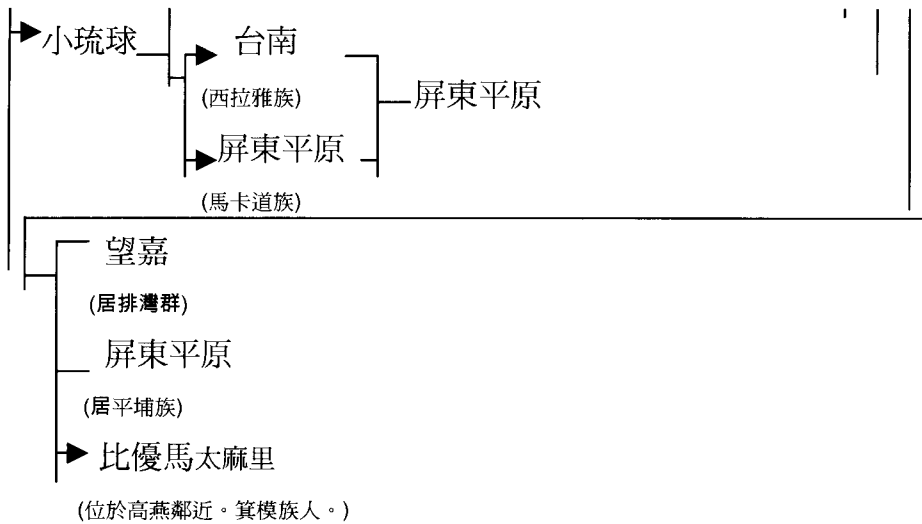 小琉球
台南
(西拉雅族)
屏東平原
屏東平原
(馬卡道族)
望嘉
(居排灣群)
屏東平原
(居平埔族)
比優馬太麻里
(位於高燕鄰近。箕模族人。)